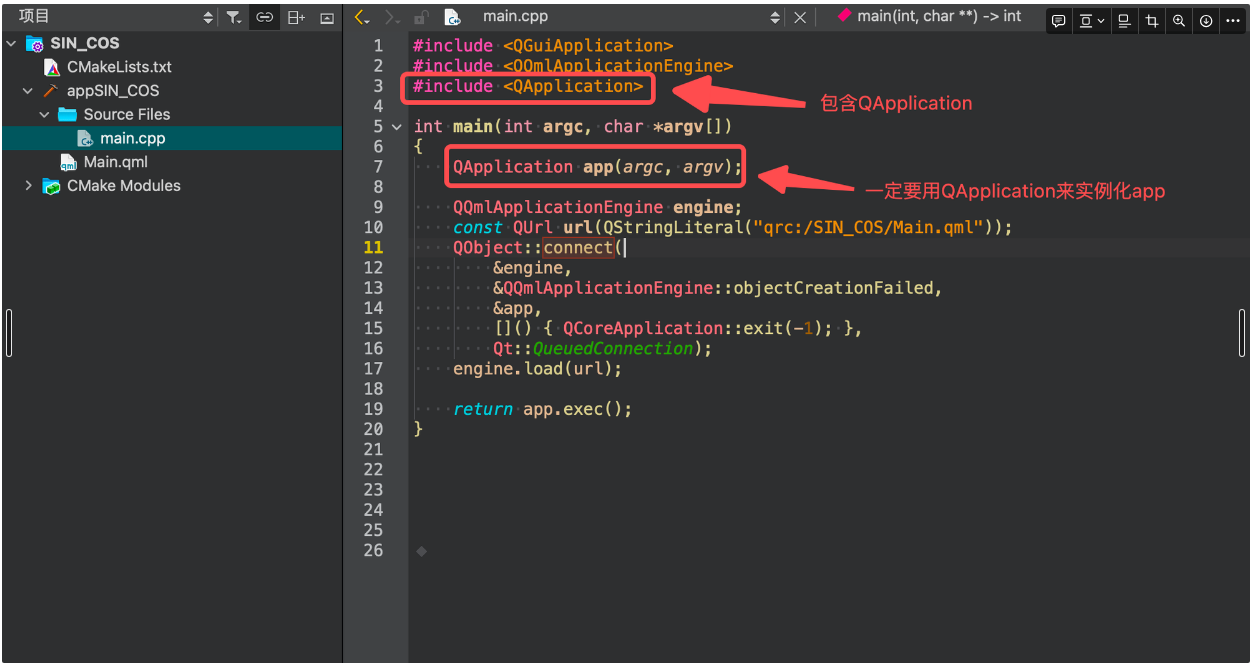 项目
main.cpp
main(int, char **) -> int
SIN_COS
CMakeLists.txt
appSIN_COS
Source Files
main.cpp
Main.qml
CMake Modules
1 #include <QGuiApplication>
2 #include <QQmlApplicationEngine>
3 #include <QApplication>
包含QApplication
4
5 int main(int argc, char *argv[])
6 {
7 QApplication app(argc, argv);
一定要用QApplication来实例化app
8
9 QQmlApplicationEngine engine;
10 const QUrl url(QStringLiteral("qrc:/SIN_COS/Main.qml"));
11 QObject::connect(
12 &engine,
13 &QQmlApplicationEngine::objectCreationFailed,
14 &app,
15 []() { QCoreApplication::exit(-1); },
16 Qt::QueuedConnection);
17 engine.load(url);
18
19 return app.exec();
20 }
21
22
23
24
25
26